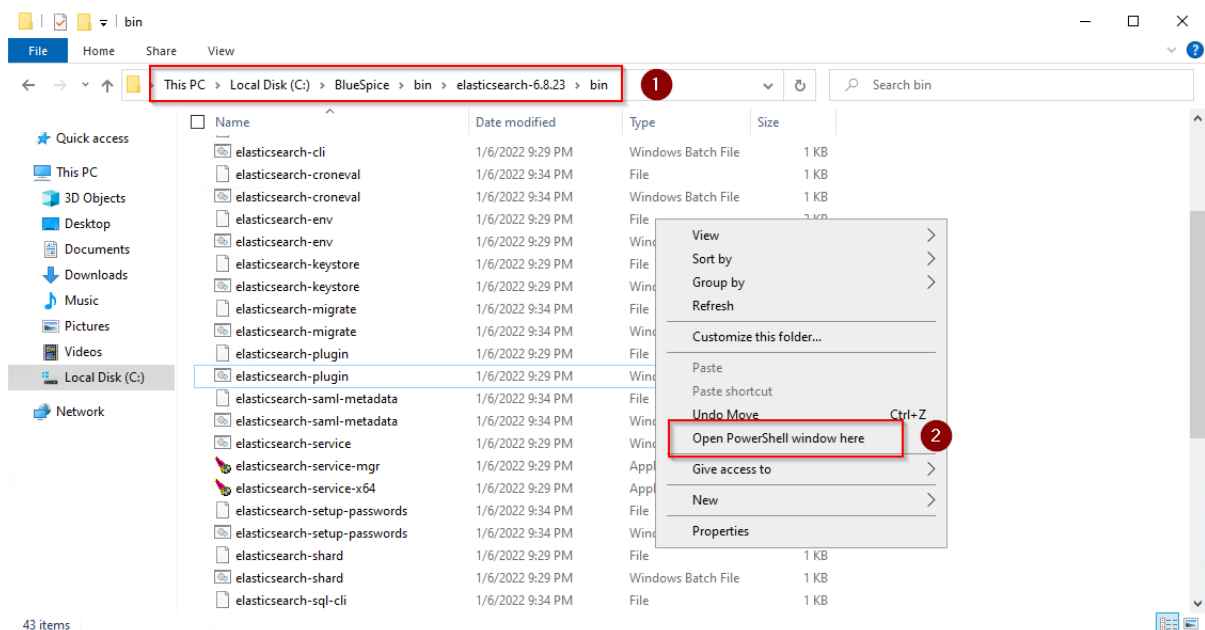 bin
File Home Share View
This PC > Local Disk (C:) > BlueSpice > bin > elasticsearch-6.8.23 > bin 1 Search bin
Name Date modified Type Size
Quick access
This PC
3D Objects
Desktop
Documents
Downloads
Music
Pictures
Videos
Local Disk (C:)
Network
elasticsearch-cli 1/6/2022 9:29 PM Windows Batch File 1 KB
elasticsearch-croneval 1/6/2022 9:34 PM File 1 KB
elasticsearch-croneval 1/6/2022 9:34 PM Windows Batch File 1 KB
elasticsearch-env 1/6/2022 9:29 PM File
elasticsearch-env 1/6/2022 9:29 PM
elasticsearch-keystore 1/6/2022 9:29 PM File
elasticsearch-keystore 1/6/2022 9:29 PM
elasticsearch-migrate 1/6/2022 9:34 PM File
elasticsearch-migrate 1/6/2022 9:34 PM
elasticsearch-plugin 1/6/2022 9:29 PM File
elasticsearch-plugin 1/6/2022 9:29 PM
elasticsearch-saml-metadata 1/6/2022 9:34 PM File
elasticsearch-saml-metadata 1/6/2022 9:34 PM
elasticsearch-service 1/6/2022 9:29 PM
elasticsearch-service-mgr 1/6/2022 9:29 PM
elasticsearch-service-x64 1/6/2022 9:29 PM
elasticsearch-setup-passwords 1/6/2022 9:34 PM File
elasticsearch-setup-passwords 1/6/2022 9:34 PM
elasticsearch-shard 1/6/2022 9:29 PM File 1 KB
elasticsearch-shard 1/6/2022 9:29 PM Windows Batch File 1 KB
elasticsearch-sql-cli 1/6/2022 9:34 PM File 1 KB
View
Sort by
Group by
Refresh
Customize this folder...
Paste
Paste shortcut
Undo Move Ctrl+Z
Open PowerShell window here 2
Give access to
New
Properties
43 items